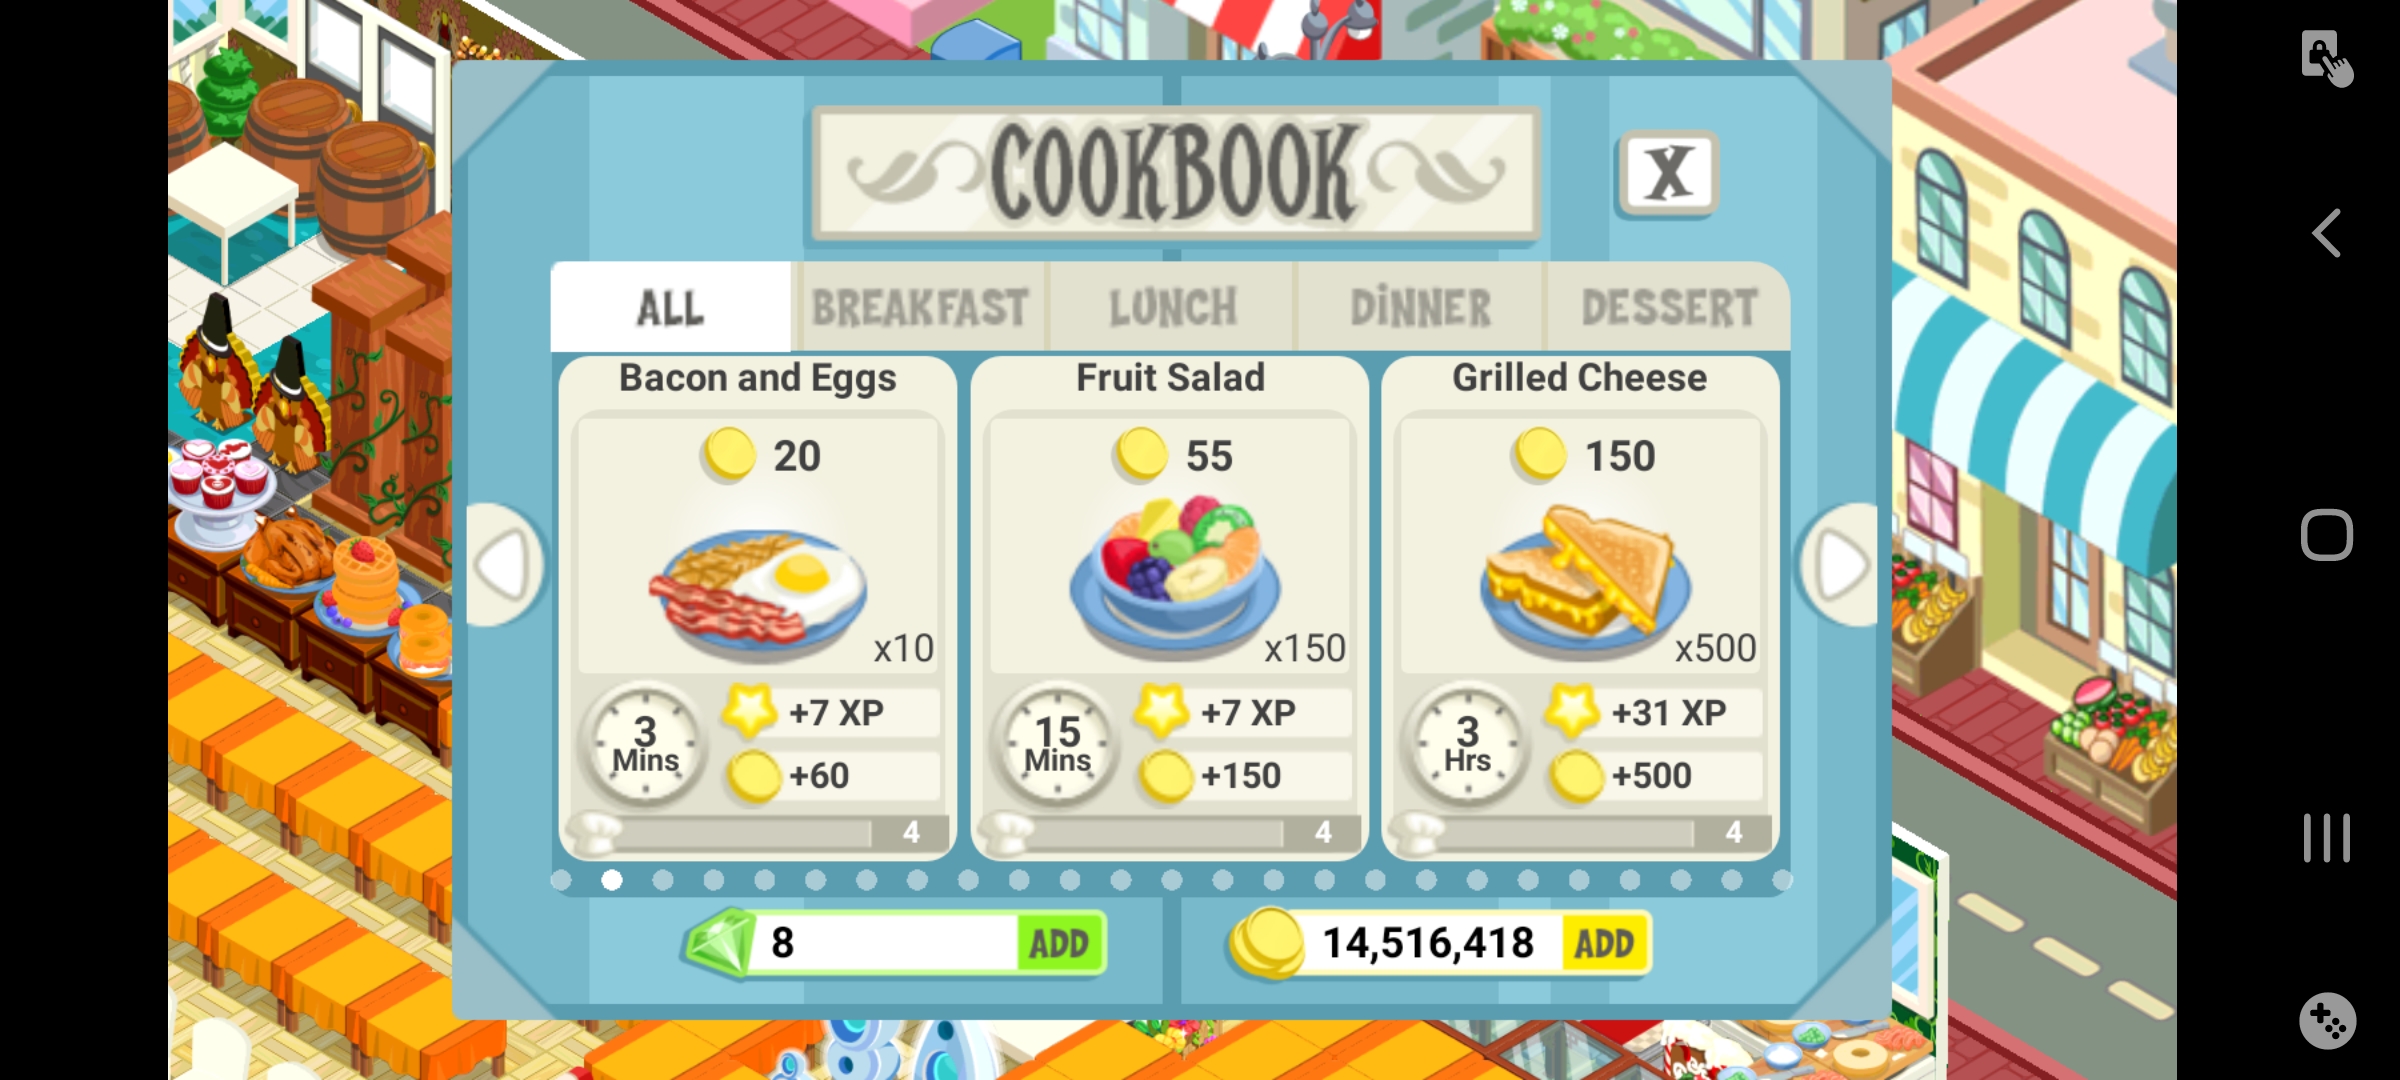 COOKBOOK
X
ALL BREAKFAST LUNCH DINNER DESSERT
Bacon and Eggs
20
x10
3 Mins
+7 XP
+60
4
Fruit Salad
55
x150
15 Mins
+7 XP
+150
4
Grilled Cheese
150
x500
3 Hrs
+31 XP
+500
4
8 ADD
14,516,418 ADD